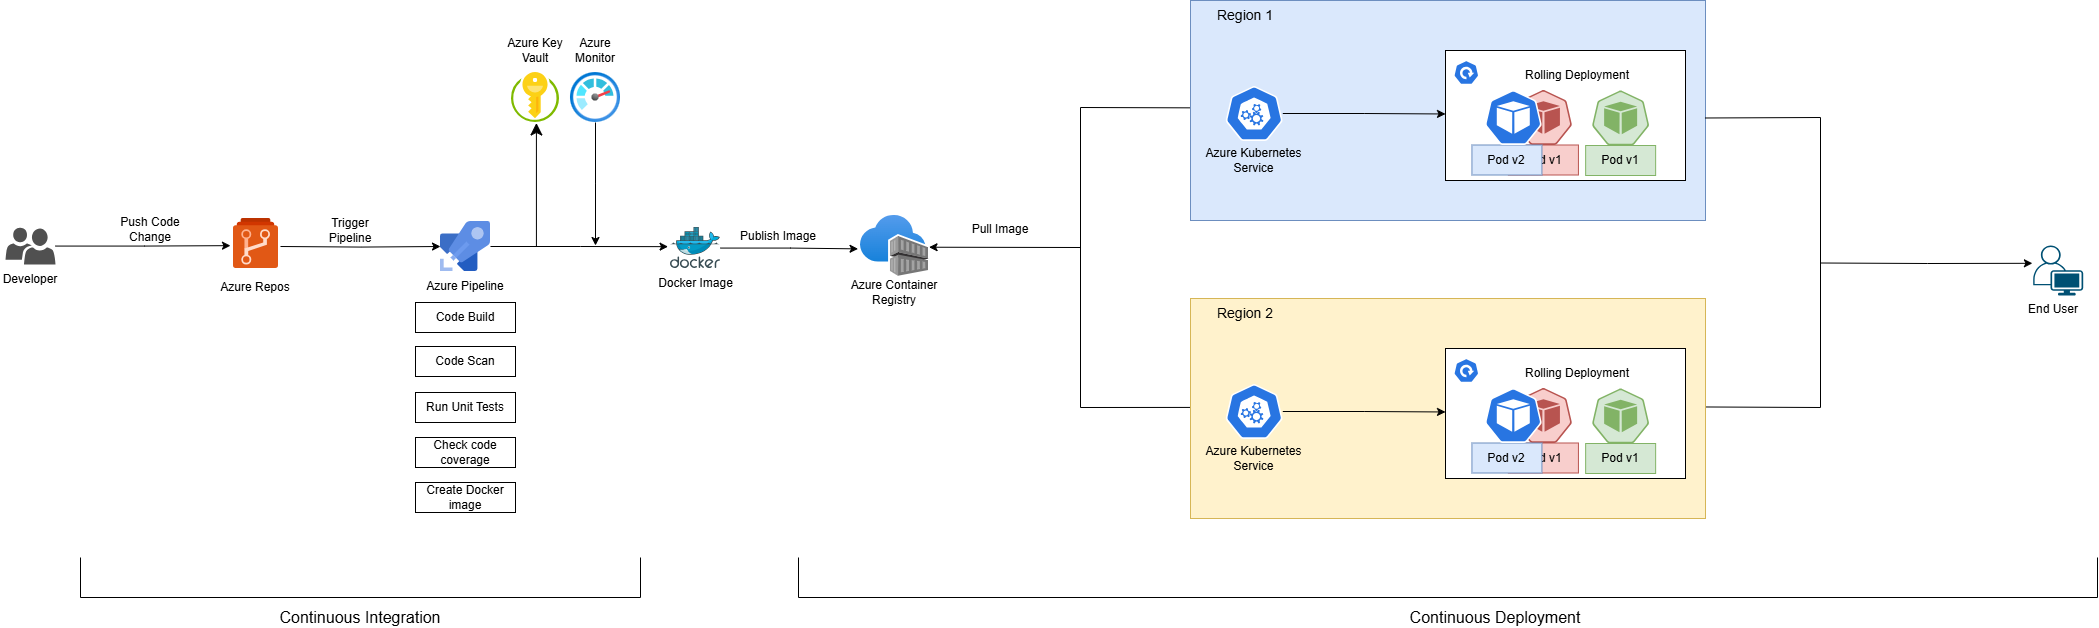 Developer
Push Code
Change
Azure Repos
Trigger
Pipeline
Azure Pipeline
Code Build
Code Scan
Run Unit Tests
Check code
coverage
Create Docker
image
Azure Key
Vault
Azure
Monitor
docker
Docker Image
Publish Image
Azure Container
Registry
Pull Image
Region 1
Azure Kubernetes
Service
Rolling Deployment
Pod v2
v1
Pod v1
Region 2
Azure Kubernetes
Service
Rolling Deployment
Pod v2
v1
Pod v1
End User
Continuous Integration
Continuous Deployment